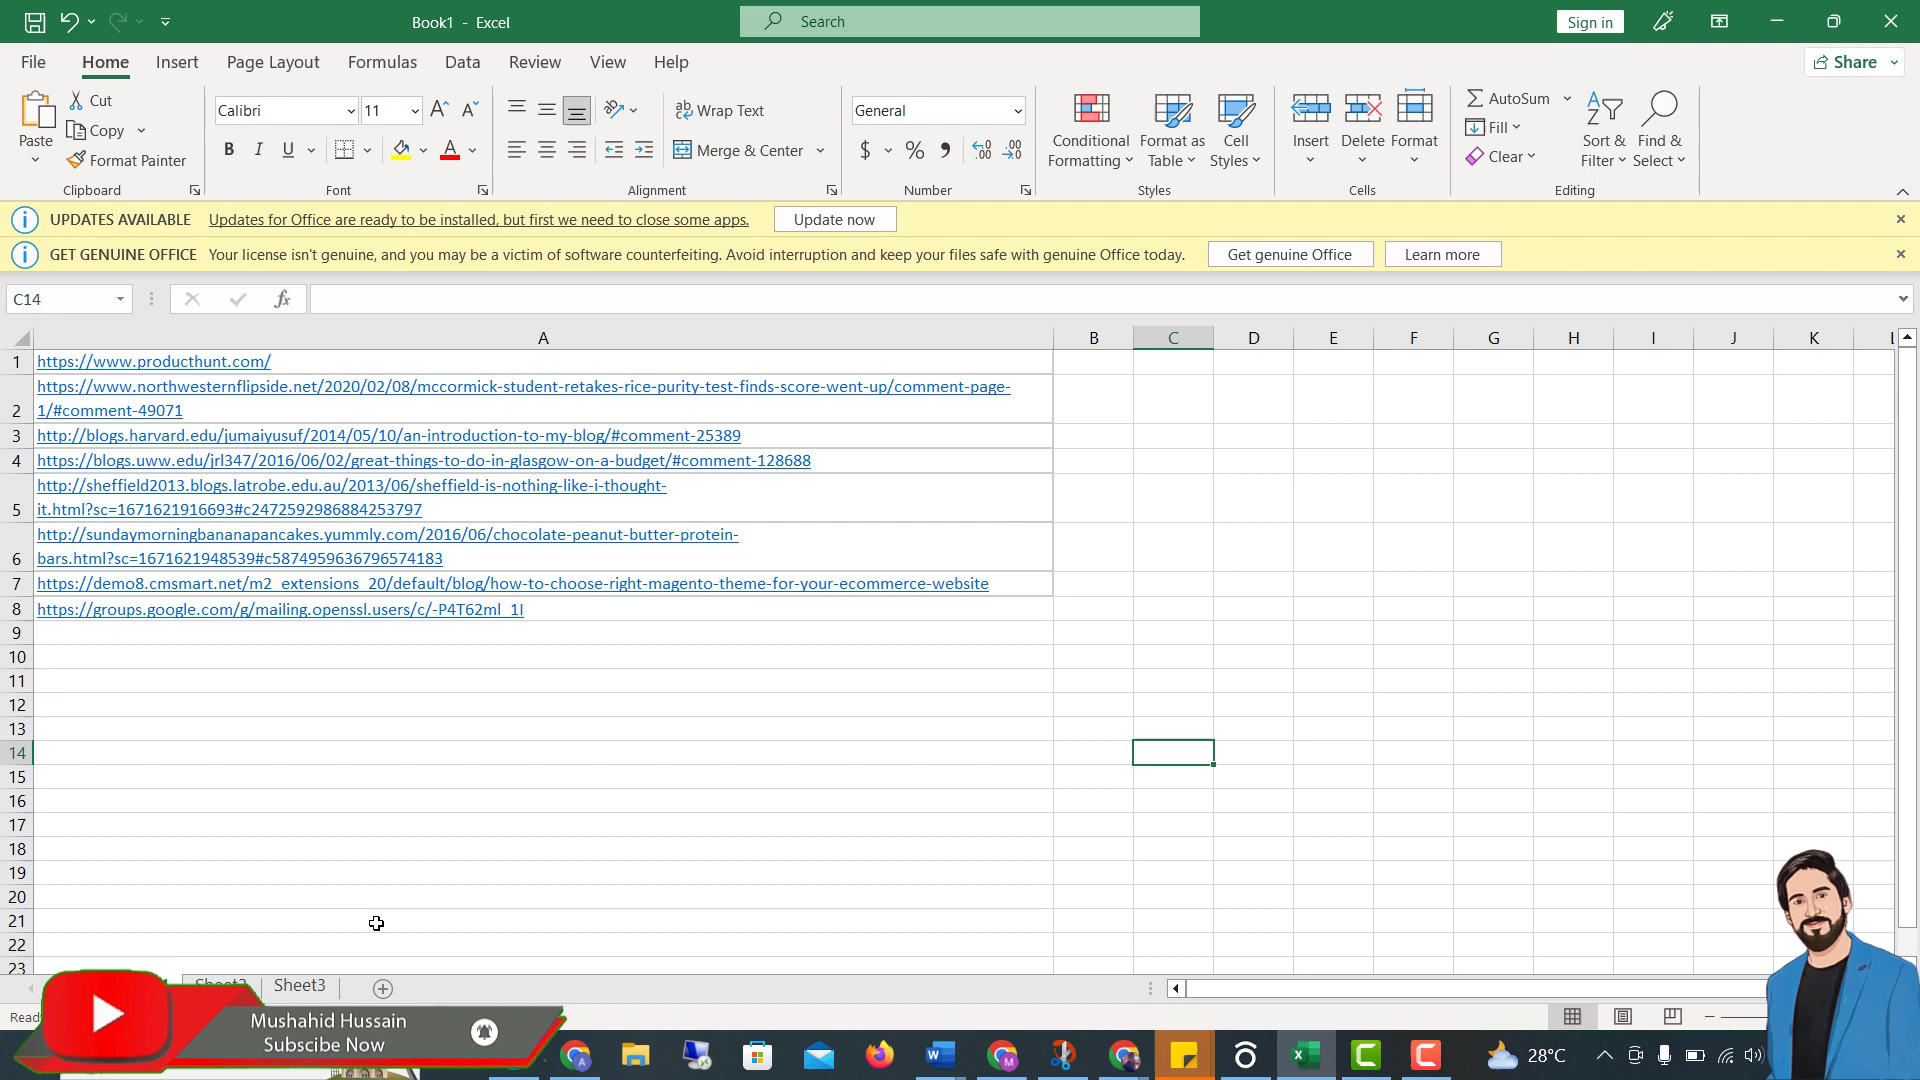 Book1 - Excel
Search
Sign in
File Home Insert Page Layout Formulas Data Review View Help
Share
Paste
Cut
Copy
Format Painter
Clipboard
Calibri 11
B I U
Font
Wrap Text
Merge & Center
Alignment
General
$ % ,
Number
Conditional Formatting
Format as Table
Cell Styles
Styles
Insert Delete Format
Cells
AutoSum
Fill
Clear
Sort & Filter
Find & Select
Editing
UPDATES AVAILABLE Updates for Office are ready to be installed, but first we need to close some apps. Update now
GET GENUINE OFFICE Your license isn't genuine, and you may be a victim of software counterfeiting. Avoid interruption and keep your files safe with genuine Office today. Get genuine Office Learn more
C14 fx
A B C D E F G H I J K L
1 https://www.producthunt.com/
https://www.northwesternflipside.net/2020/02/08/mccormick-student-retakes-rice-purity-test-finds-score-went-up/comment-page-
2 1/#comment-49071
3 http://blogs.harvard.edu/jumaiyusuf/2014/05/10/an-introduction-to-my-blog/#comment-25389
4 https://blogs.uww.edu/jrl347/2016/06/02/great-things-to-do-in-glasgow-on-a-budget/#comment-128688
http://sheffield2013.blogs.latrobe.edu.au/2013/06/sheffield-is-nothing-like-i-thought-
5 it.html?sc=1671621916693#c2472592986884253797
http://sundaymorningbananapancakes.yummly.com/2016/06/chocolate-peanut-butter-protein-
6 bars.html?sc=1671621948539#c5874959636796574183
7 https://demo8.cmsmart.net/m2_extensions_20/default/blog/how-to-choose-right-magento-theme-for-your-ecommerce-website
8 https://groups.google.com/g/mailing.openssl.users/c/-P4T62ml_1I
9
10
11
12
13
14
15
16
17
18
19
20
21
22
23
Sheet2 Sheet3
Mushahid Hussain
Subscibe Now
28°C